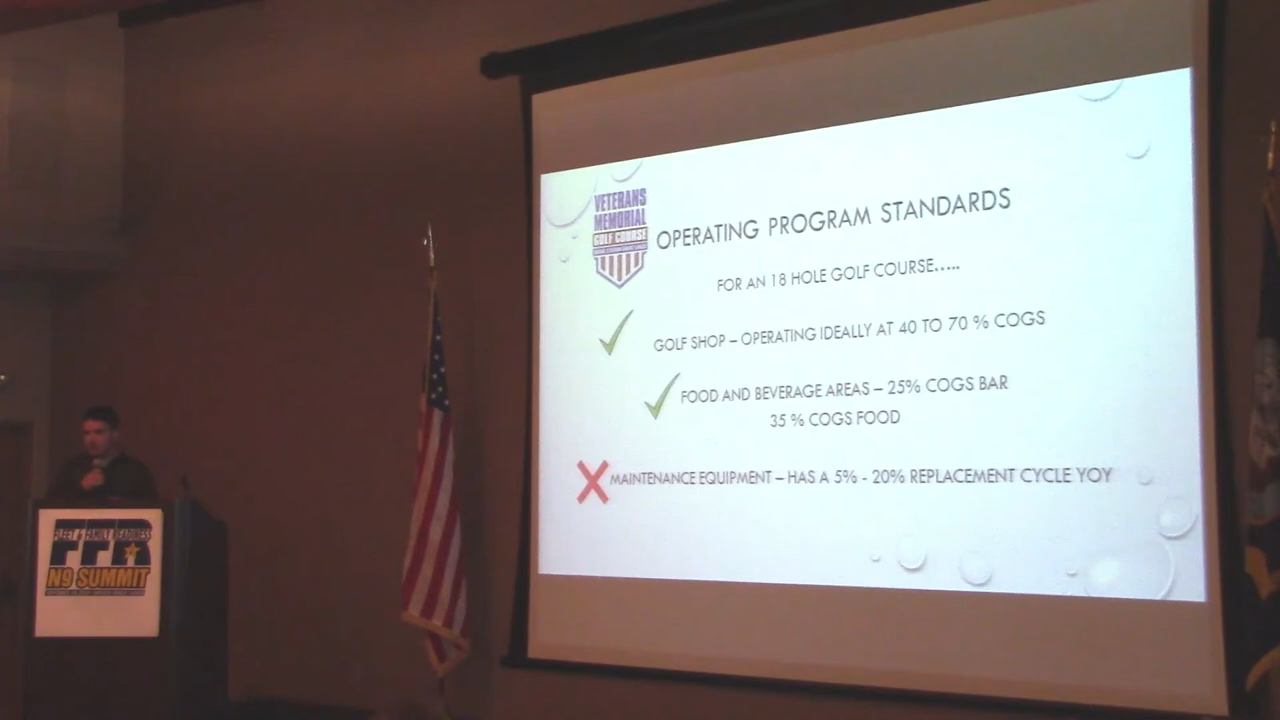 VETERANS
MEMORIAL
GOLF COURSE
OPERATING PROGRAM STANDARDS
FOR AN 18 HOLE GOLF COURSE.....
GOLF SHOP – OPERATING IDEALLY AT 40 TO 70 % COGS
FOOD AND BEVERAGE AREAS – 25% COGS BAR
35 % COGS FOOD
MAINTENANCE EQUIPMENT – HAS A 5% - 20% REPLACEMENT CYCLE YOY
FLEET & FAMILY READINESS
FFR
N9 SUMMIT